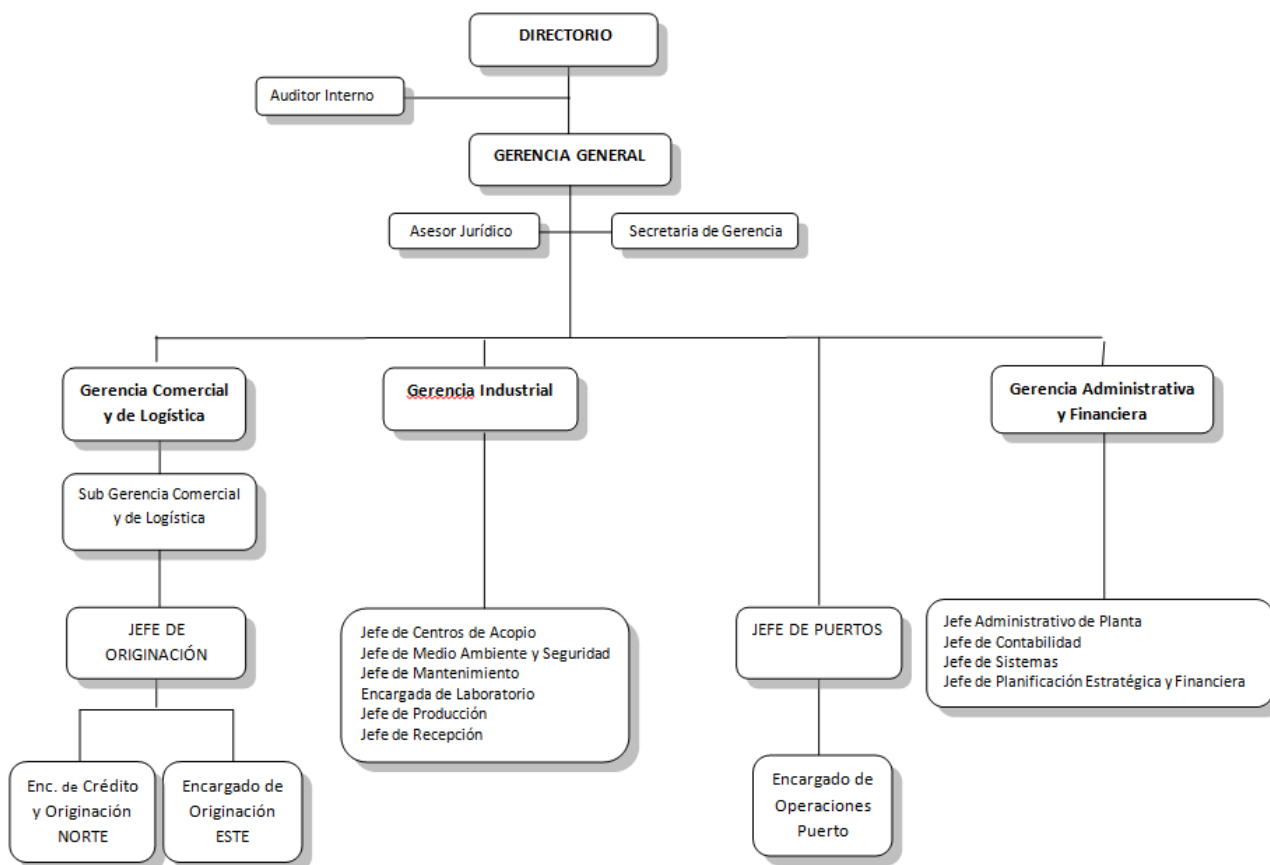 DIRECTORIO
Auditor Interno
GERENCIA GENERAL
Asesor Jurídico
Secretaria de Gerencia
Gerencia Comercial
y de Logística
Gerencia Industrial
Gerencia Administrativa
y Financiera
Sub Gerencia Comercial
y de Logística
JEFE DE
ORIGINACIÓN
Jefe de Centros de Acopio
Jefe de Medio Ambiente y Seguridad
Jefe de Mantenimiento
Encargada de Laboratorio
Jefe de Producción
Jefe de Recepción
JEFE DE PUERTOS
Jefe Administrativo de Planta
Jefe de Contabilidad
Jefe de Sistemas
Jefe de Planificación Estratégica y Financiera
Enc. de Crédito
y Originación
NORTE
Encargado de
Originación
ESTE
Encargado de
Operaciones
Puerto